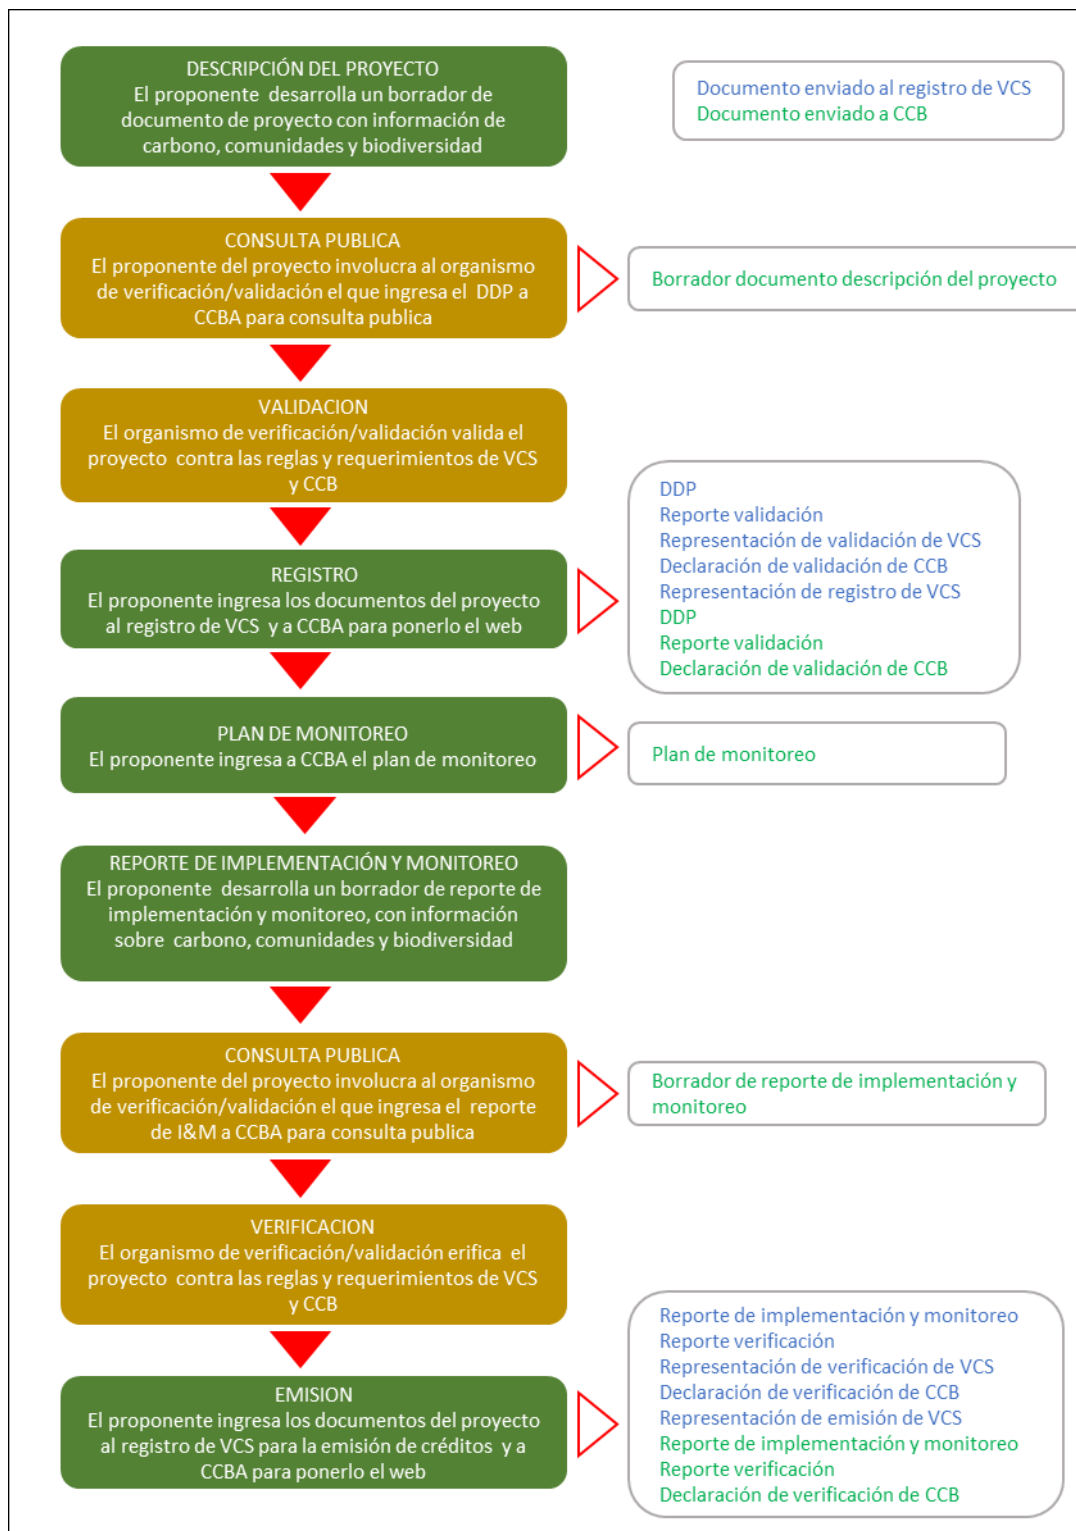 DESCRIPCIÓN DEL PROYECTO
El proponente desarrolla un borrador de
documento de proyecto con información de
carbono, comunidades y biodiversidad
Documento enviado al registro de VCS
Documento enviado a CCB
CONSULTA PUBLICA
El proponente del proyecto involucra al organismo
de verificación/validación el que ingresa el DDP a
CCBA para consulta publica
Borrador documento descripción del proyecto
VALIDACION
El organismo de verificación/validación valida el
proyecto contra las reglas y requerimientos de VCS
y CCB
REGISTRO
El proponente ingresa los documentos del proyecto
al registro de VCS y a CCBA para ponerlo el web
DDP
Reporte validación
Representación de validación de VCS
Declaración de validación de CCB
Representación de registro de VCS
DDP
Reporte validación
Declaración de validación de CCB
PLAN DE MONITOREO
El proponente ingresa a CCBA el plan de monitoreo
Plan de monitoreo
REPORTE DE IMPLEMENTACIÓN Y MONITOREO
El proponente desarrolla un borrador de reporte de
implementación y monitoreo, con información
sobre carbono, comunidades y biodiversidad
CONSULTA PUBLICA
El proponente del proyecto involucra al organismo
de verificación/validación el que ingresa el reporte
de I&M a CCBA para consulta publica
Borrador de reporte de implementación y
monitoreo
VERIFICACION
El organismo de verificación/validación erifica el
proyecto contra las reglas y requerimientos de VCS
y CCB
EMISION
El proponente ingresa los documentos del proyecto
al registro de VCS para la emisión de créditos y a
CCBA para ponerlo el web
Reporte de implementación y monitoreo
Reporte verificación
Representación de verificación de VCS
Declaración de verificación de CCB
Representación de emisión de VCS
Reporte de implementación y monitoreo
Reporte verificación
Declaración de verificación de CCB